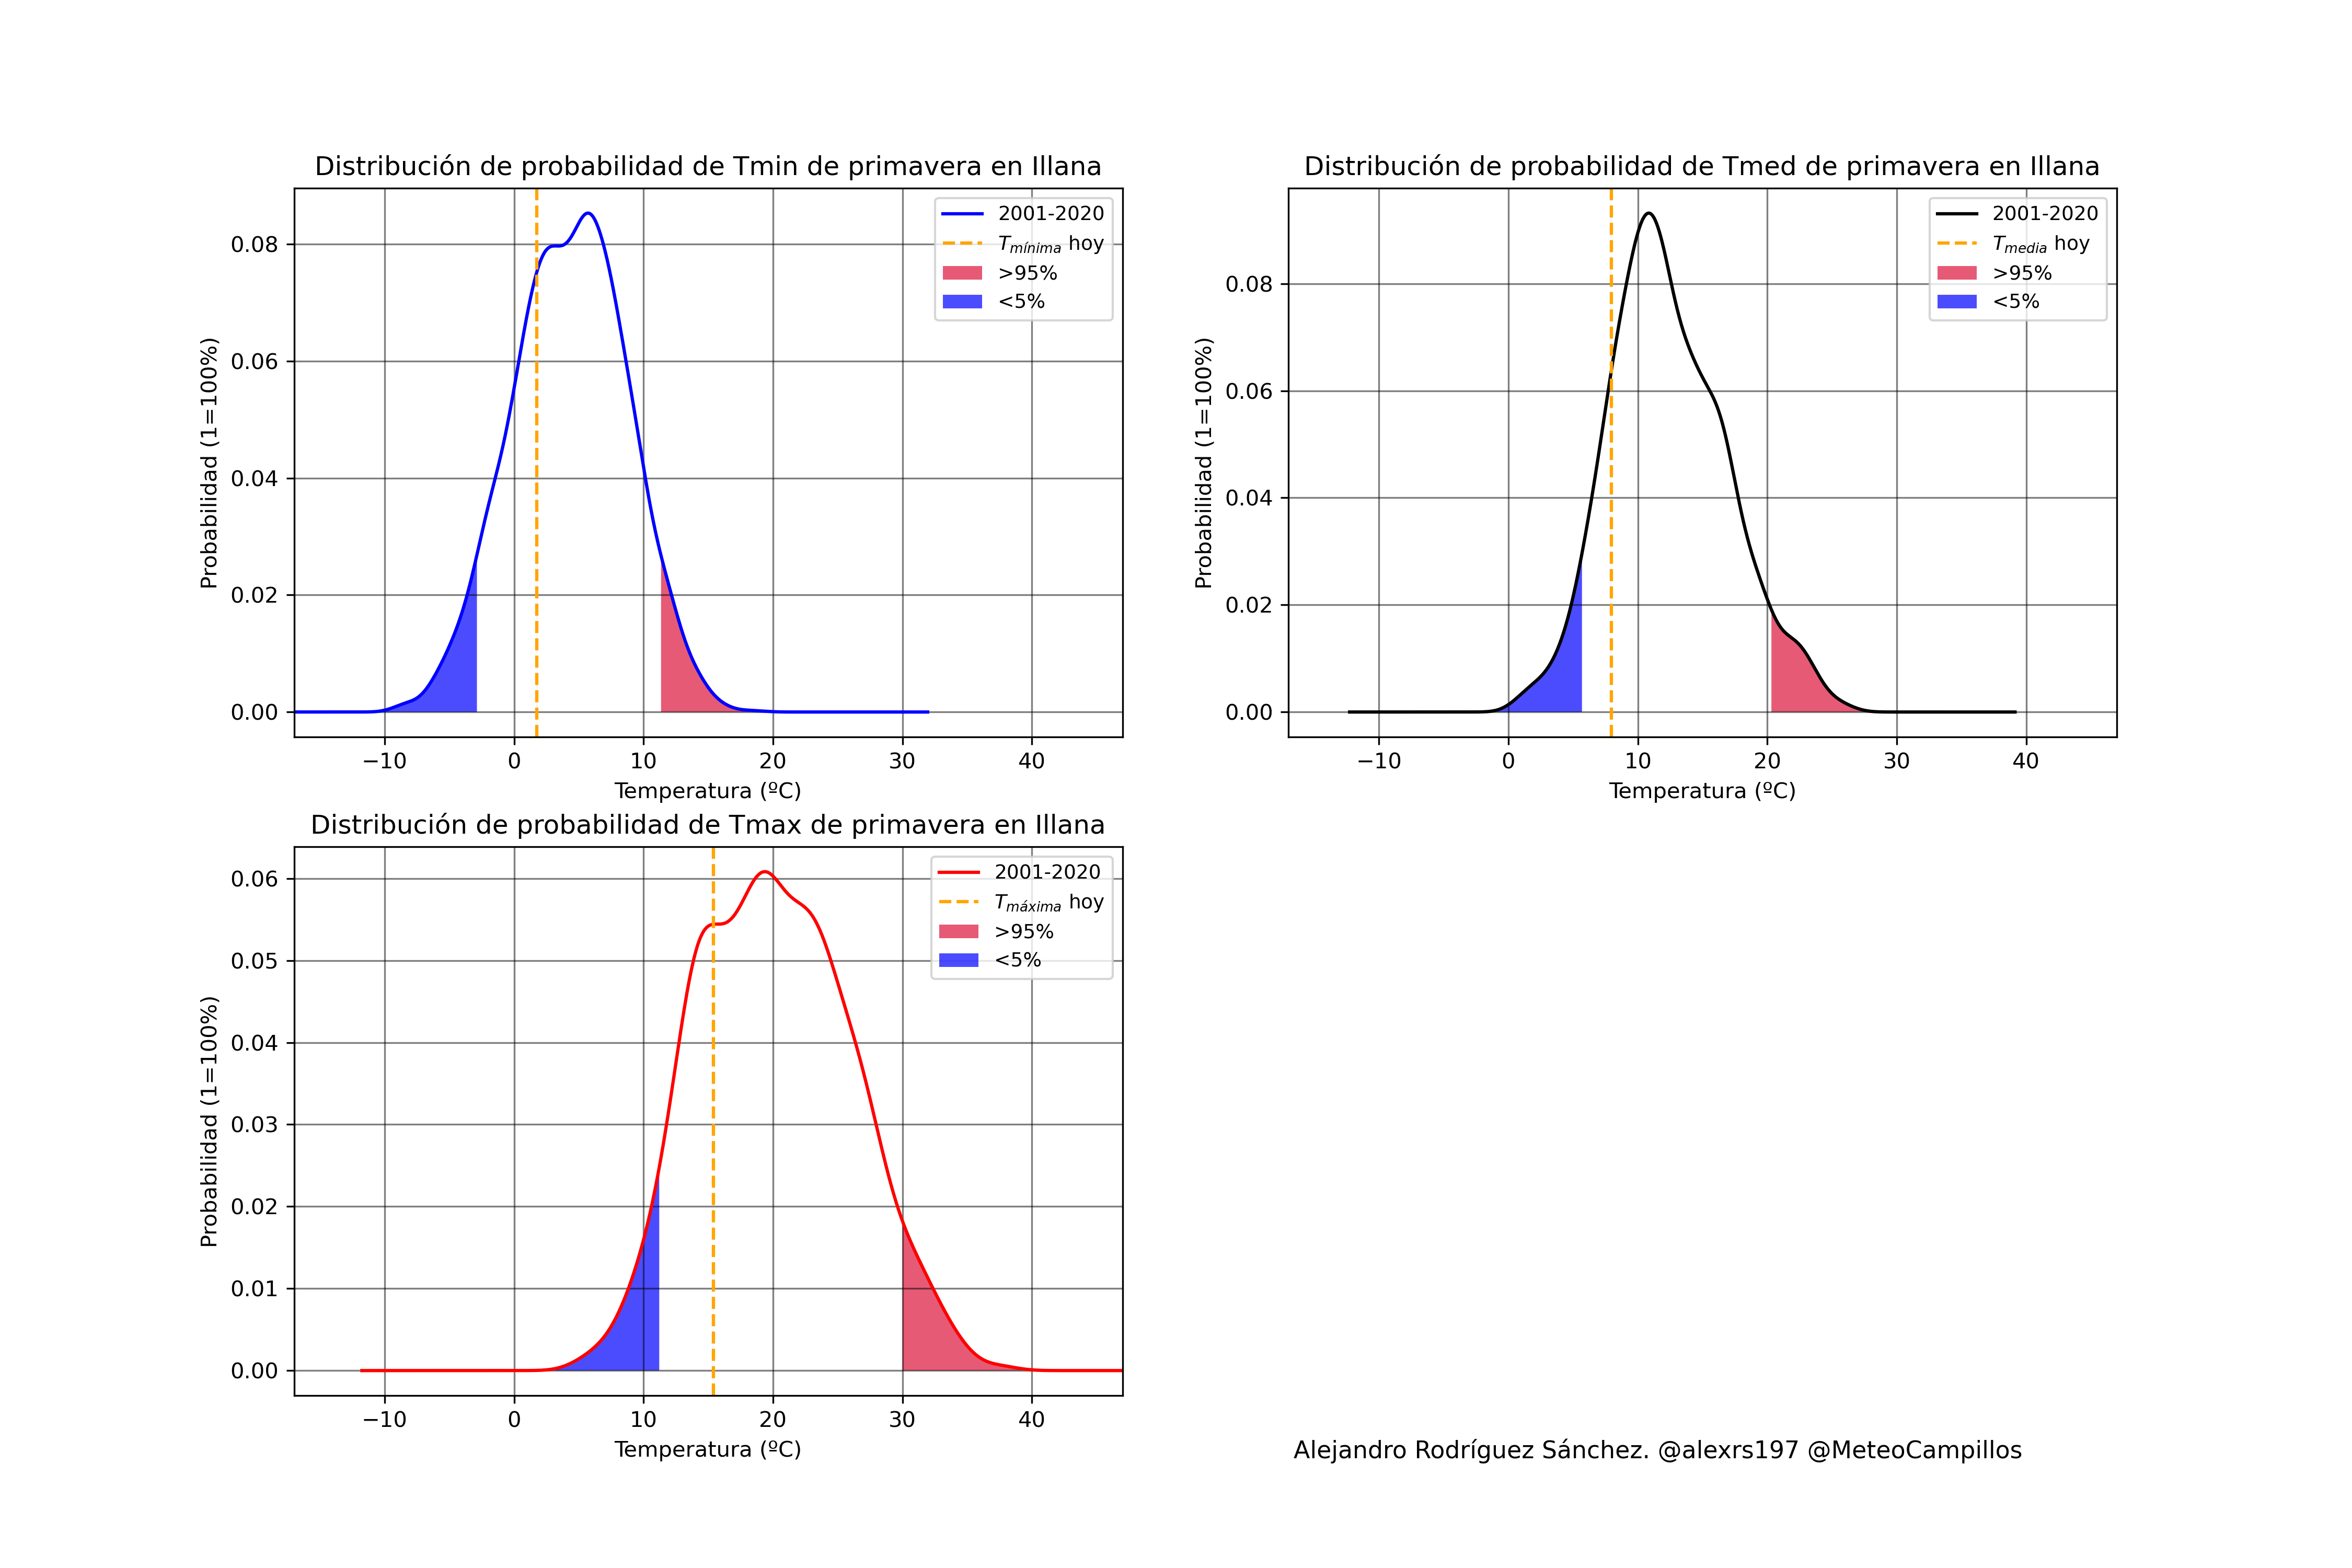 Distribución de probabilidad de Tmin de primavera en Illana
Probabilidad (1=100%)
0.08
0.06
0.04
0.02
0.00
2001-2020
Tmínima hoy
>95%
<5%
−10 0 10 20 30 40
Temperatura (ºC)
Distribución de probabilidad de Tmed de primavera en Illana
Probabilidad (1=100%)
0.08
0.06
0.04
0.02
0.00
2001-2020
Tmedia hoy
>95%
<5%
−10 0 10 20 30 40
Temperatura (ºC)
Distribución de probabilidad de Tmax de primavera en Illana
Probabilidad (1=100%)
0.06
0.05
0.04
0.03
0.02
0.01
0.00
2001-2020
Tmáxima hoy
>95%
<5%
−10 0 10 20 30 40
Temperatura (ºC)
Alejandro Rodríguez Sánchez. @alexrs197 @MeteoCampillos